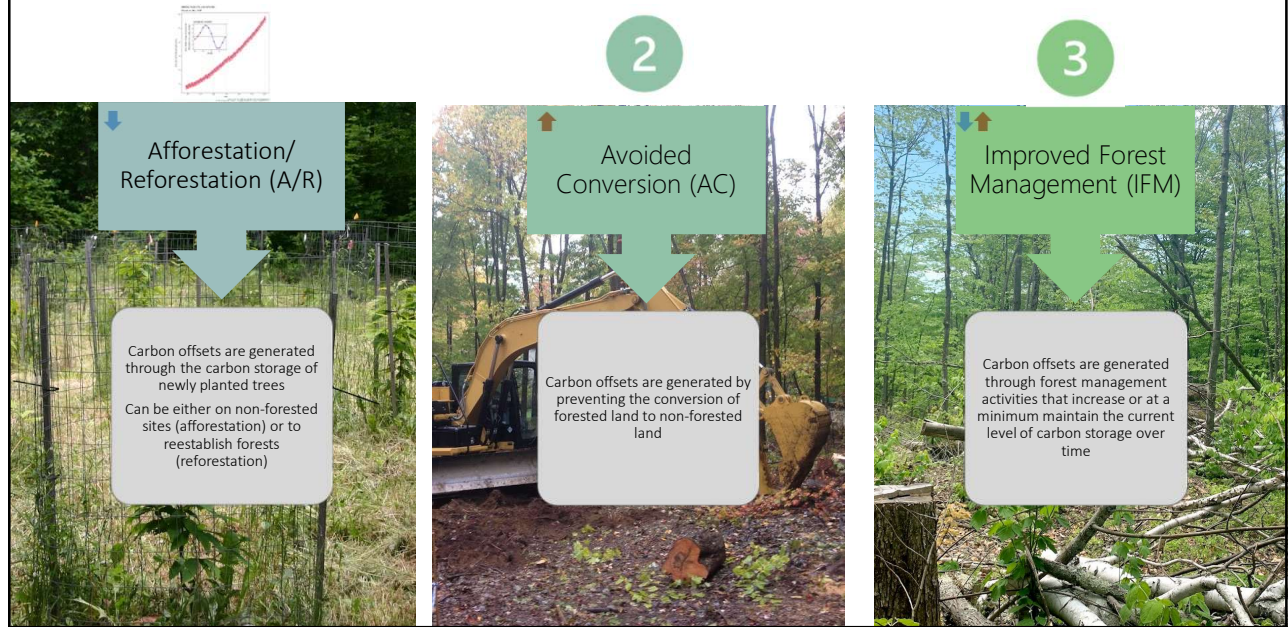 2
3
Afforestation/
Reforestation (A/R)
Carbon offsets are generated
through the carbon storage of
newly planted trees
Can be either on non-forested
sites (afforestation) or to
reestablish forests
(reforestation)
Avoided
Conversion (AC)
Carbon offsets are generated by
preventing the conversion of
forested land to non-forested
land
Improved Forest
Management (IFM)
Carbon offsets are generated
through forest management
activities that increase or at a
minimum maintain the current
level of carbon storage over
time